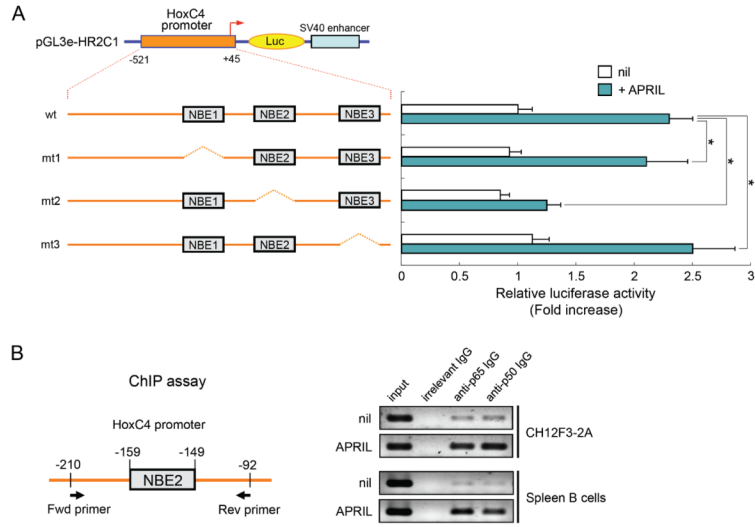 A
HoxC4
promoter
pGL3e-HR2C1
Luc
SV40 enhancer
-521
+45
nil
+ APRIL
wt
NBE1
NBE2
NBE3
*
mt1
NBE2
NBE3
*
mt2
NBE1
NBE3
*
mt3
NBE1
NBE2
0
0.5
1
1.5
2
2.5
3
Relative luciferase activity
(Fold increase)
B
ChIP assay
HoxC4 promoter
-210
-159
-149
-92
NBE2
Fwd primer
Rev primer
input
irrelevant IgG
anti-p65 IgG
anti-p50 IgG
nil
APRIL
CH12F3-2A
nil
APRIL
Spleen B cells